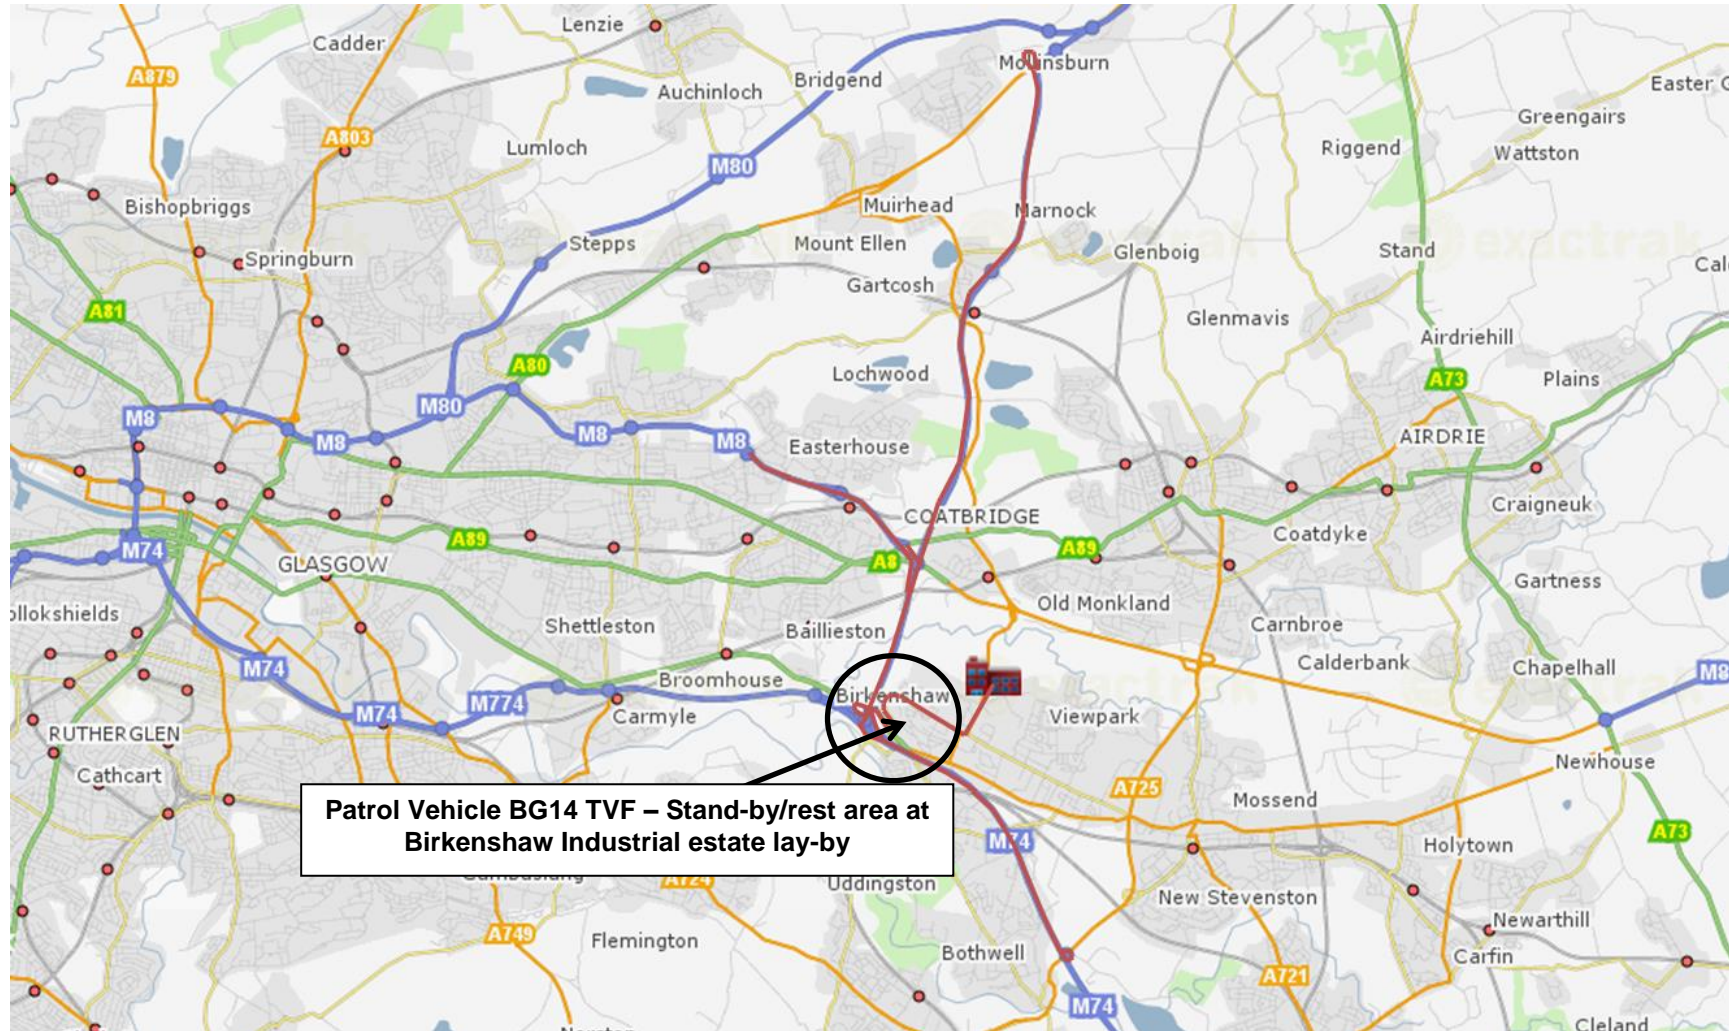 Lenzie
Cadder
Mollinsburn
A879
Bridgend
Auchinloch
Easter
Greengairs
A803
Lumloch
Riggend
Wattston
M80
Bishopbriggs
Muirhead
Marnock
Stepps
Mount Ellen
Glenboig
Stand
exactrak
Springburn
Gartcosh
A81
Glenmavis
Airdriehill
A80
Lochwood
A73
Plains
M8
M80
M8
M8
M8
Easterhouse
AIRDRIE
Craigneuk
COATBRIDGE
Coatdyke
A89
M74
A89
GLASGOW
A8
Gartness
Old Monkland
Shettleston
Baillieston
Carnbroe
M74
Broomhouse
Calderbank
Chapelhall
M8
Birkenshaw
M774
M74
Carmyle
Viewpark
RUTHERGLEN
Cathcart
Newhouse
A725
Mossend
Patrol Vehicle BG14 TVF – Stand-by/rest area at
Birkenshaw Industrial estate lay-by
M74
A73
Holytown
Uddingston
New Stevenston
Newarthill
A749
Flemington
Bothwell
Carfin
A721
M74
Cleland